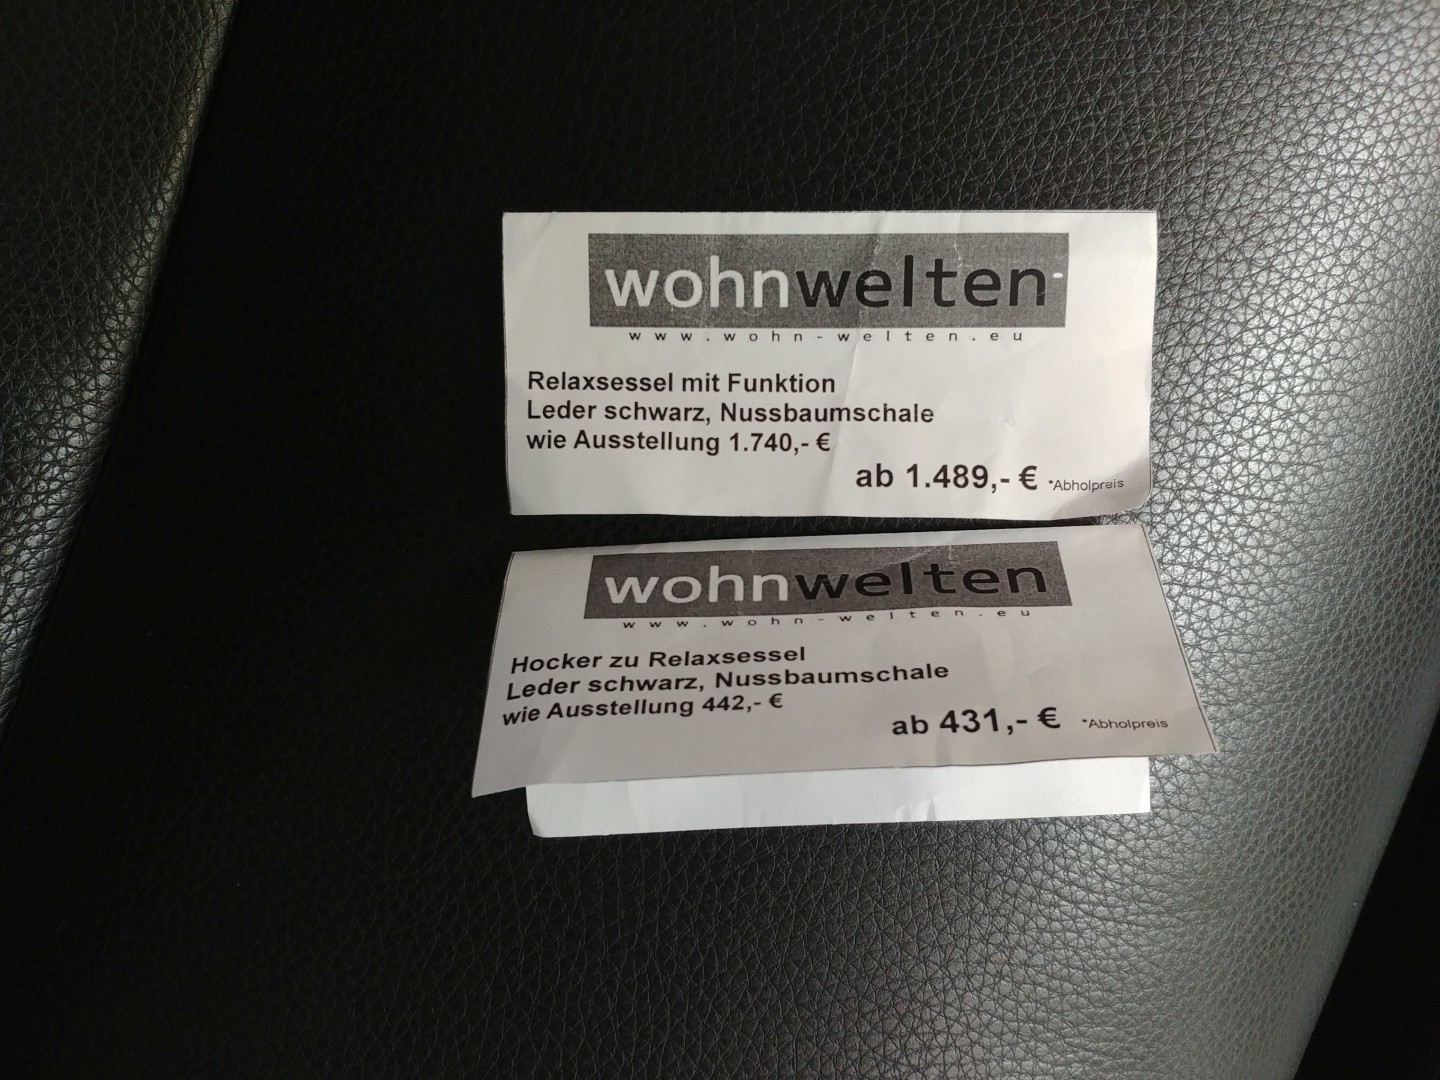 wohnwelten
www.wohn-welten.eu
Relaxsessel mit Funktion
Leder schwarz, Nussbaumschale
wie Ausstellung 1.740,- €
ab 1.489,- € *Abholpreis
wohnwelten
www.wohn-welten.eu
Hocker zu Relaxsessel
Leder schwarz, Nussbaumschale
wie Ausstellung 442,- €
ab 431,- € *Abholpreis